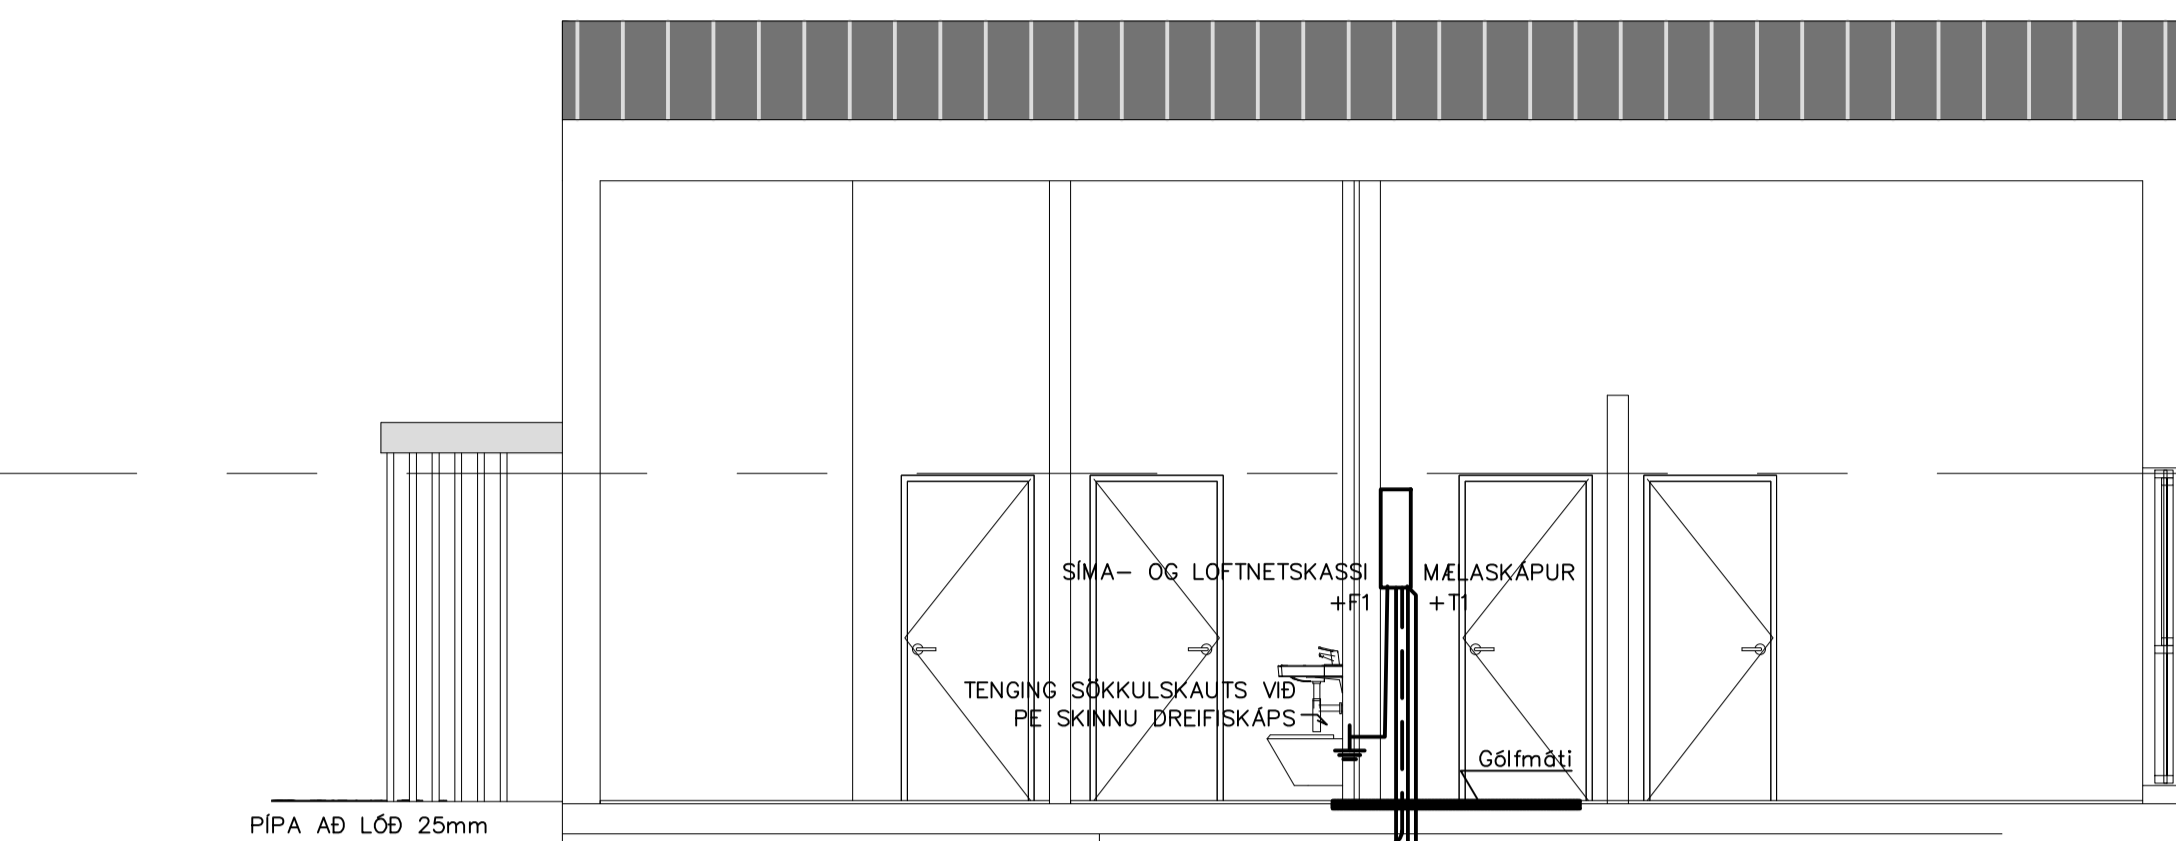 SÍMA- OG LOFTNETSKASSI
+F1
MÆLASKÁPUR
+T1
TENGING SÖKKULSKAUTS VIÐ
PE SKINNU DREIFISKÁPS
Gólfmáti
PÍPA AÐ LÓÐ 25mm